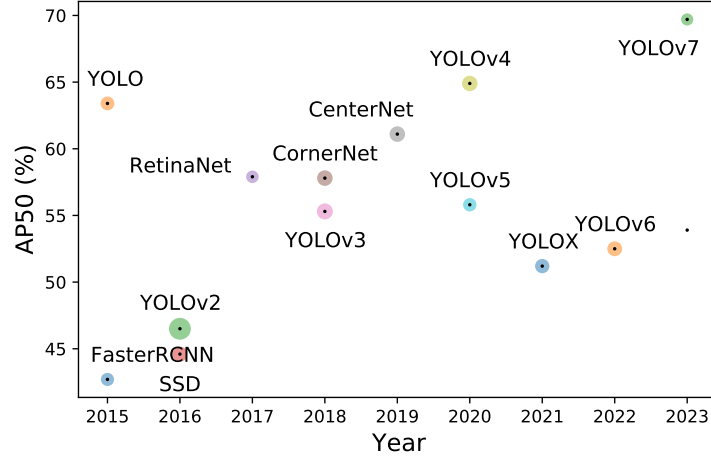 70
65
60
55
50
45
AP50 (%)
YOLO
YOLOv4
YOLOv7
CenterNet
RetinaNet
CornerNet
YOLOv5
YOLOv3
YOLOX
YOLOv6
YOLOv2
FasterRCNN
SSD
2015 2016 2017 2018 2019 2020 2021 2022 2023
Year